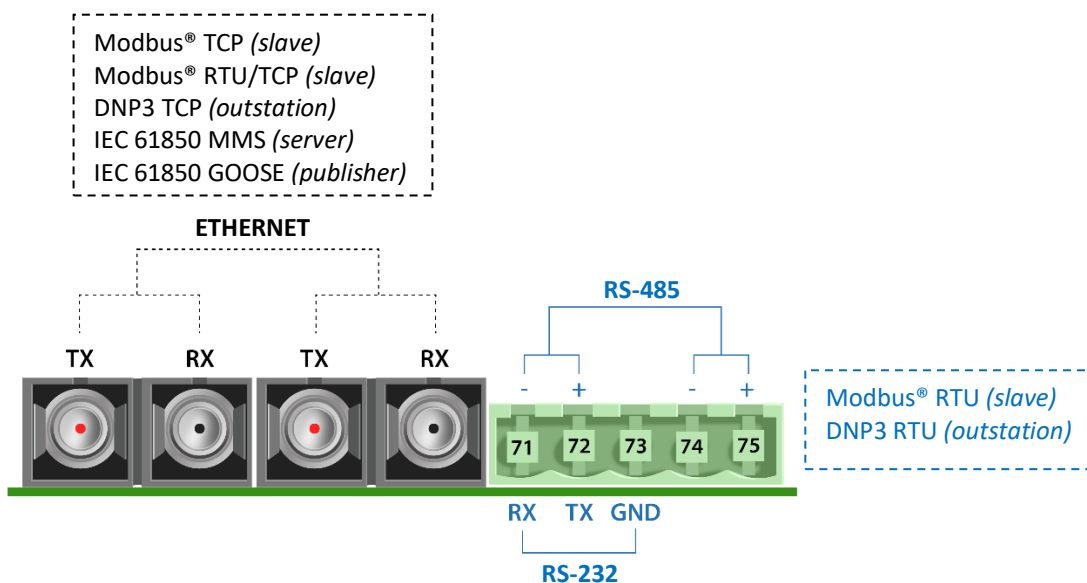 Modbus® TCP (slave)
Modbus® RTU/TCP (slave)
DNP3 TCP (outstation)
IEC 61850 MMS (server)
IEC 61850 GOOSE (publisher)
ETHERNET
TX RX TX RX
RS-485
- + - +
71 72 73 74 75
Modbus® RTU (slave)
DNP3 RTU (outstation)
RX TX GND
RS-232